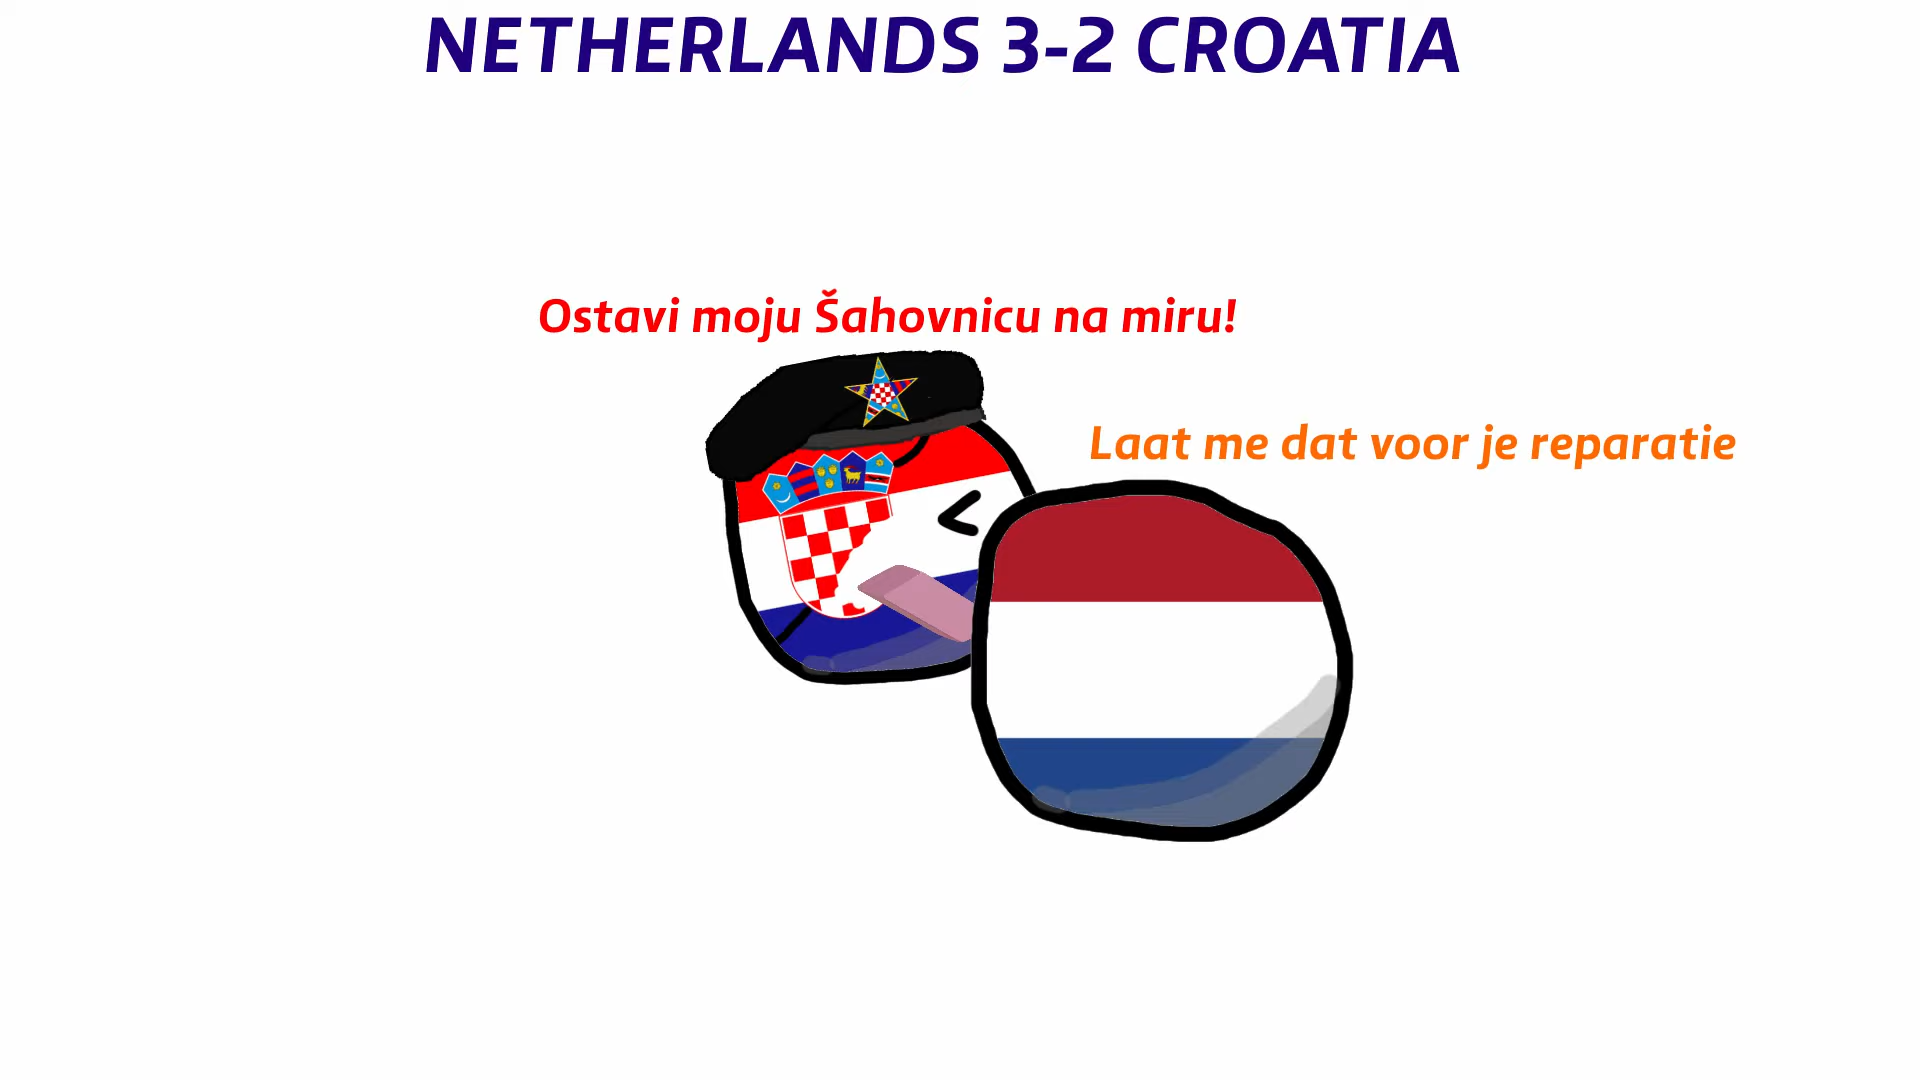 NETHERLANDS 3-2 CROATIA
Ostavi moju Šahovnicu na miru!
Laat me dat voor je reparatie